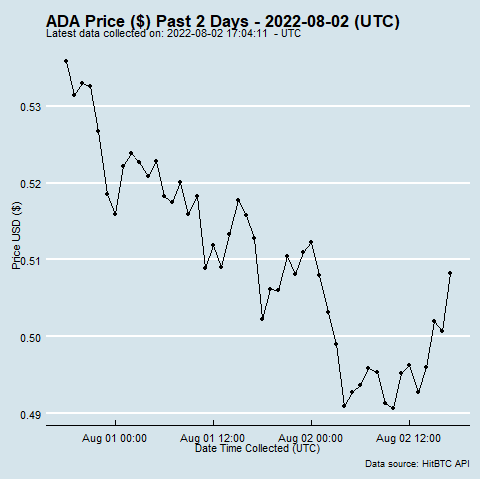 ADA Price ($) Past 2 Days - 2022-08-02 (UTC)
Latest data collected on: 2022-08-02 17:04:11 - UTC
Price USD ($)
0.53
0.52
0.51
0.50
0.49
Aug 01 00:00 Aug 01 12:00 Aug 02 00:00 Aug 02 12:00
Date Time Collected (UTC)
Data source: HitBTC API